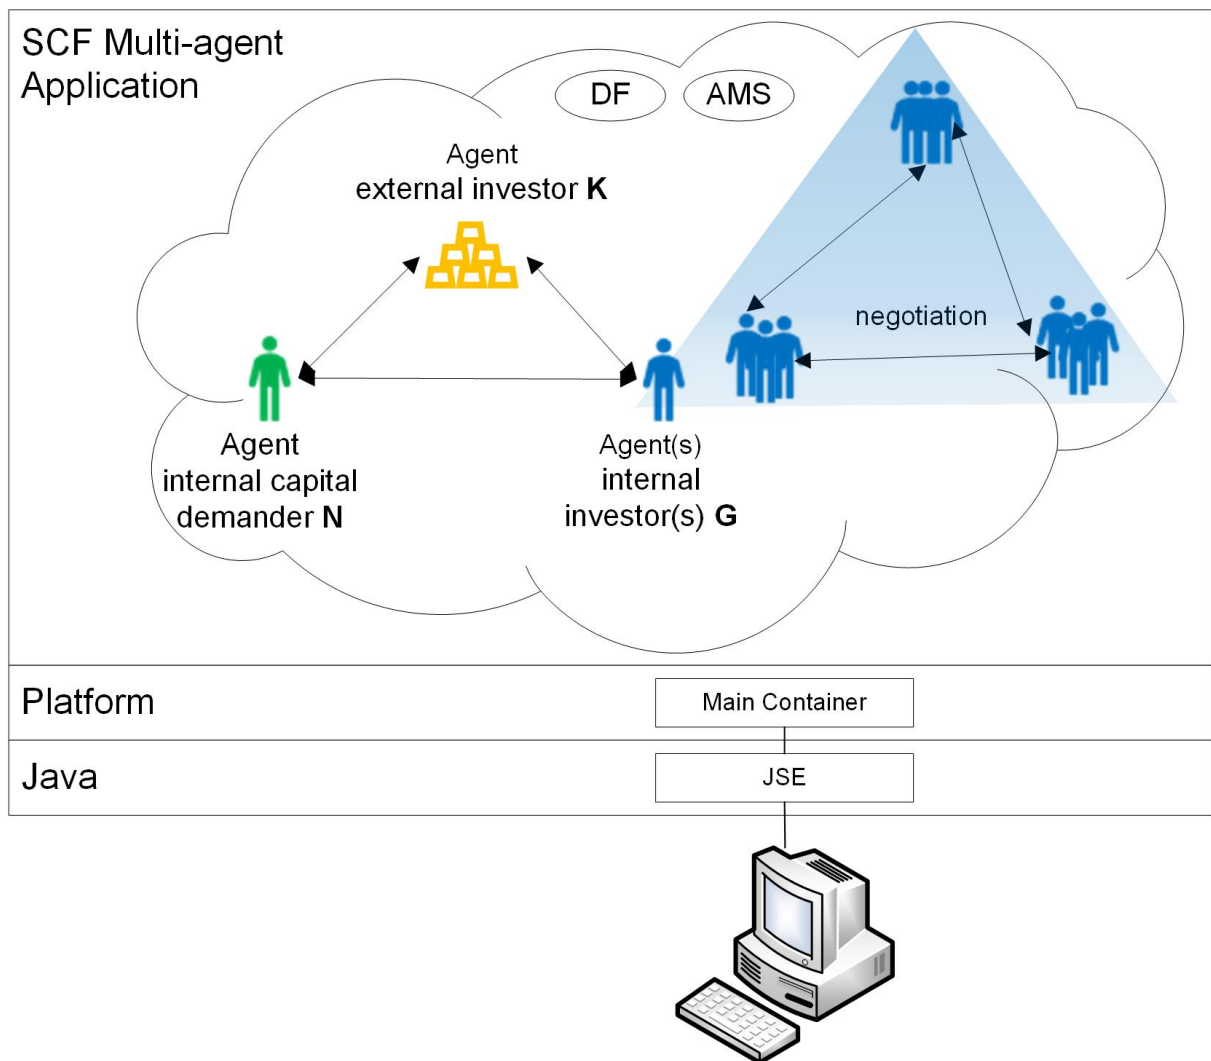 SCF Multi-agent
Application
DF
AMS
Agent
external investor K
negotiation
Agent
internal capital
demander N
Agent(s)
internal
investor(s) G
Platform
Main Container
Java
JSE